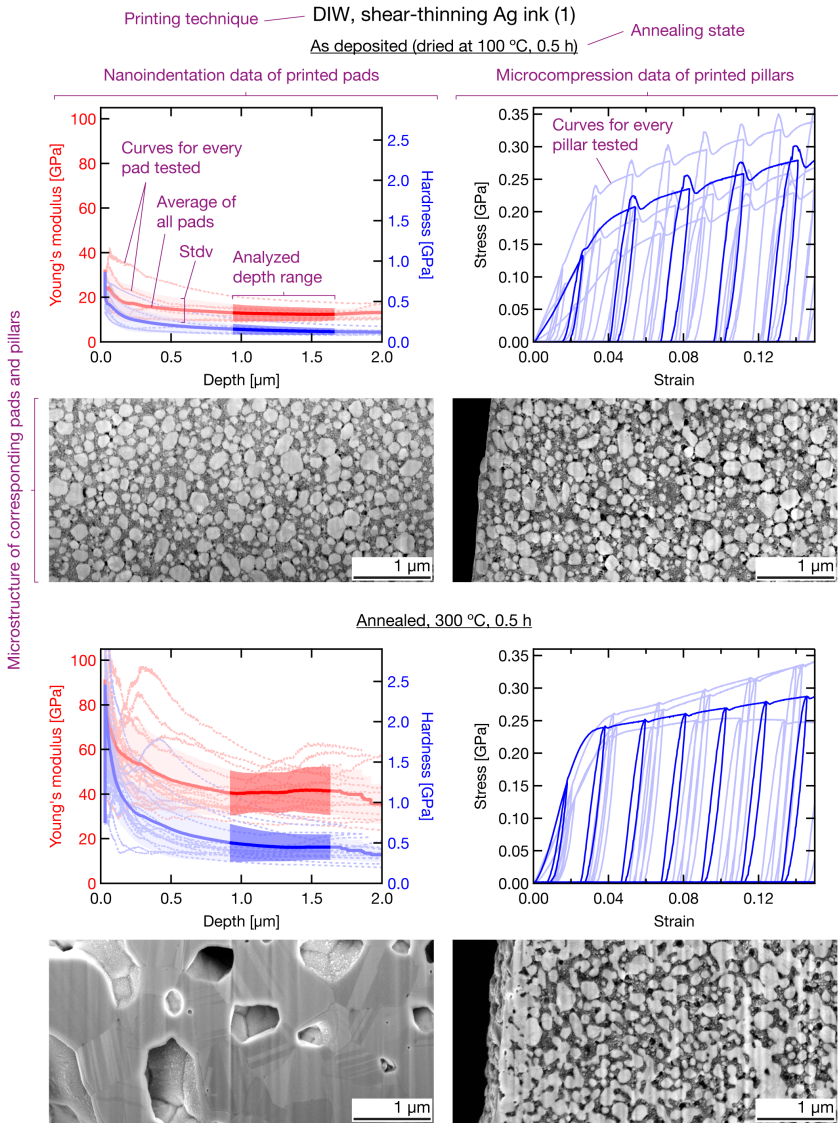 Printing technique
DIW, shear-thinning Ag ink (1)
Annealing state
As deposited (dried at 100 ºC, 0.5 h)
Nanoindentation data of printed pads
Microcompression data of printed pillars
100
80
60
40
20
0
Young's modulus [GPa]
Curves for every
pad tested
Average of
all pads
Stdv
Analyzed
depth range
2.5
2.0
1.5
1.0
0.5
0.0
Hardness [GPa]
0.0
0.5
1.0
1.5
2.0
Depth [µm]
0.35
0.30
0.25
0.20
0.15
0.10
0.05
0.00
Stress [GPa]
Curves for every
pillar tested
0.00
0.04
0.08
0.12
Strain
Microstructure of corresponding pads and pillars
1 µm
1 µm
Annealed, 300 ºC, 0.5 h
100
80
60
40
20
0
Young's modulus [GPa]
2.5
2.0
1.5
1.0
0.5
0.0
Hardness [GPa]
0.0
0.5
1.0
1.5
2.0
Depth [µm]
0.35
0.30
0.25
0.20
0.15
0.10
0.05
0.00
Stress [GPa]
0.00
0.04
0.08
0.12
Strain
1 µm
1 µm